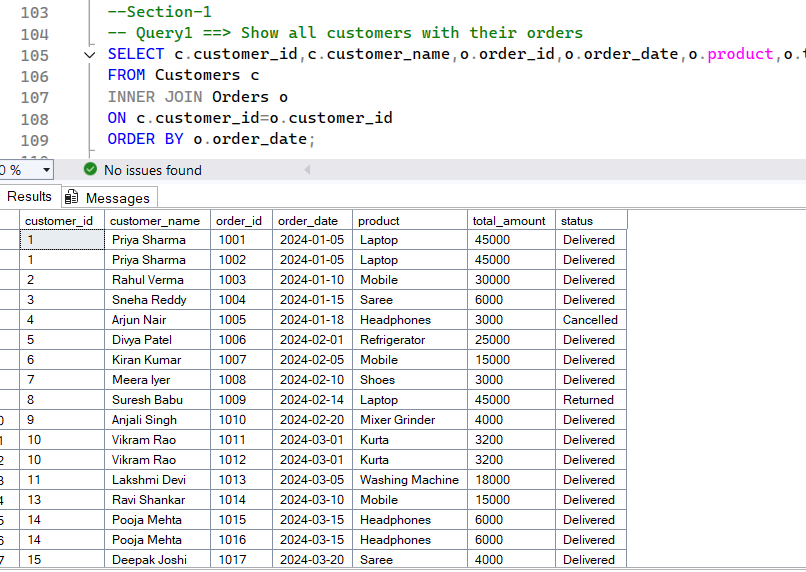 103 --Section-1
104 -- Query1 ==> Show all customers with their orders
105 SELECT c.customer_id,c.customer_name,o.order_id,o.order_date,o.product,o.
106 FROM Customers c
107 INNER JOIN Orders o
108 ON c.customer_id=o.customer_id
109 ORDER BY o.order_date;
0 % No issues found
Results Messages
customer_id customer_name order_id order_date product total_amount status
1 Priya Sharma 1001 2024-01-05 Laptop 45000 Delivered
1 Priya Sharma 1002 2024-01-05 Laptop 45000 Delivered
2 Rahul Verma 1003 2024-01-10 Mobile 30000 Delivered
3 Sneha Reddy 1004 2024-01-15 Saree 6000 Delivered
4 Arjun Nair 1005 2024-01-18 Headphones 3000 Cancelled
5 Divya Patel 1006 2024-02-01 Refrigerator 25000 Delivered
6 Kiran Kumar 1007 2024-02-05 Mobile 15000 Delivered
7 Meera Iyer 1008 2024-02-10 Shoes 3000 Delivered
8 Suresh Babu 1009 2024-02-14 Laptop 45000 Returned
0 9 Anjali Singh 1010 2024-02-20 Mixer Grinder 4000 Delivered
1 10 Vikram Rao 1011 2024-03-01 Kurta 3200 Delivered
2 10 Vikram Rao 1012 2024-03-01 Kurta 3200 Delivered
3 11 Lakshmi Devi 1013 2024-03-05 Washing Machine 18000 Delivered
4 13 Ravi Shankar 1014 2024-03-10 Mobile 15000 Delivered
5 14 Pooja Mehta 1015 2024-03-15 Headphones 6000 Delivered
6 14 Pooja Mehta 1016 2024-03-15 Headphones 6000 Delivered
7 15 Deepak Joshi 1017 2024-03-20 Saree 4000 Delivered